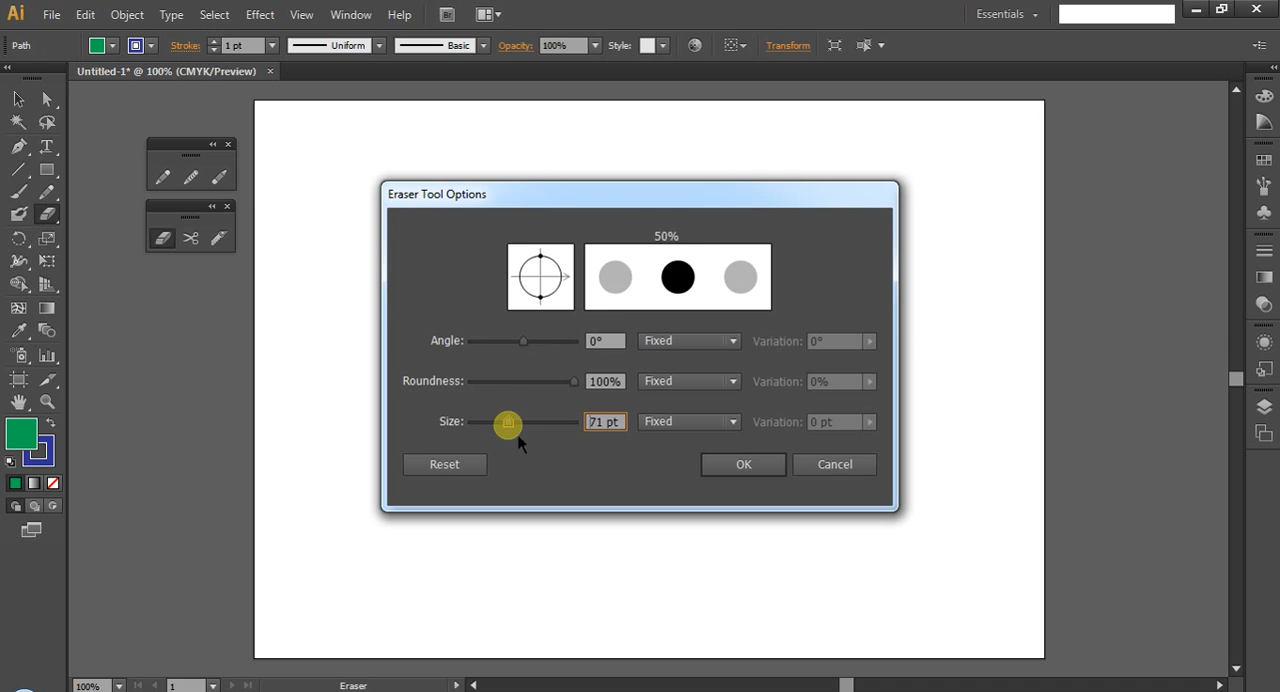 Ai File Edit Object Type Select Effect View Window Help Br Essentials
Path Stroke: 1 pt Uniform Basic Opacity: 100% Style: Transform
Untitled-1* @ 100% (CMYK/Preview) ×
Eraser Tool Options
50%
Angle: 0° Fixed Variation: 0°
Roundness: 100% Fixed Variation: 0%
Size: 71 pt Fixed Variation: 0 pt
Reset OK Cancel
100% 1 Eraser